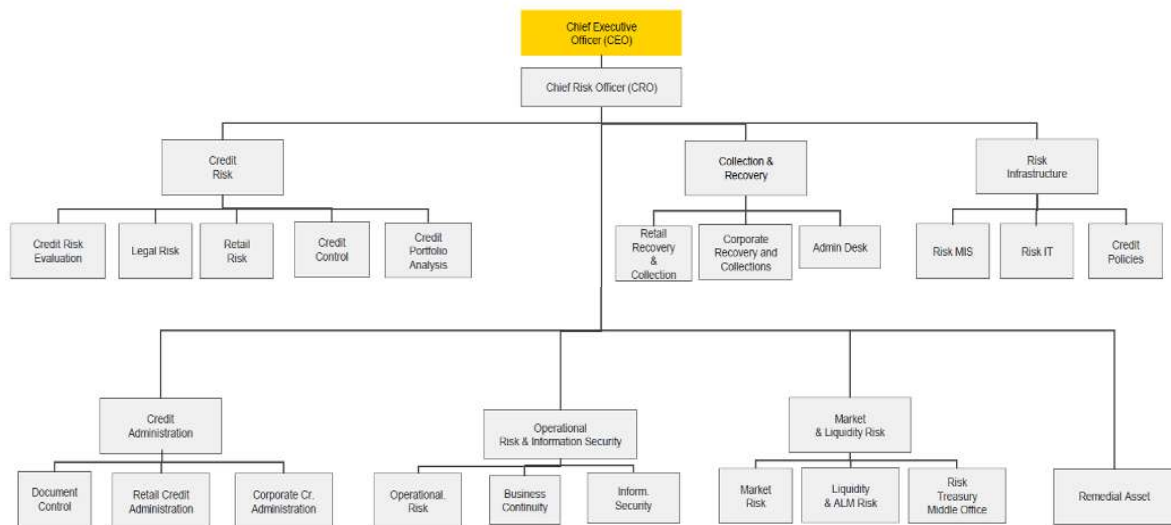 Chief Executive
Officer (CEO)
Chief Risk Officer (CRO)
Credit
Risk
Collection &
Recovery
Risk
Infrastructure
Credit Risk
Evaluation
Legal Risk
Retail
Risk
Credit
Control
Credit
Portfolio
Analysis
Retail
Recovery
&
Collection
Corporate
Recovery and
Collections
Admin Desk
Risk MIS
Risk IT
Credit
Policies
Credit
Administration
Operational
Risk & Information Security
Market
& Liquidity Risk
Document
Control
Retail Credit
Administration
Corporate Cr.
Administration
Operational.
Risk
Business
Continuity
Inform.
Security
Market
Risk
Liquidity
& ALM Risk
Risk
Treasury
Middle Office
Remedial Asset